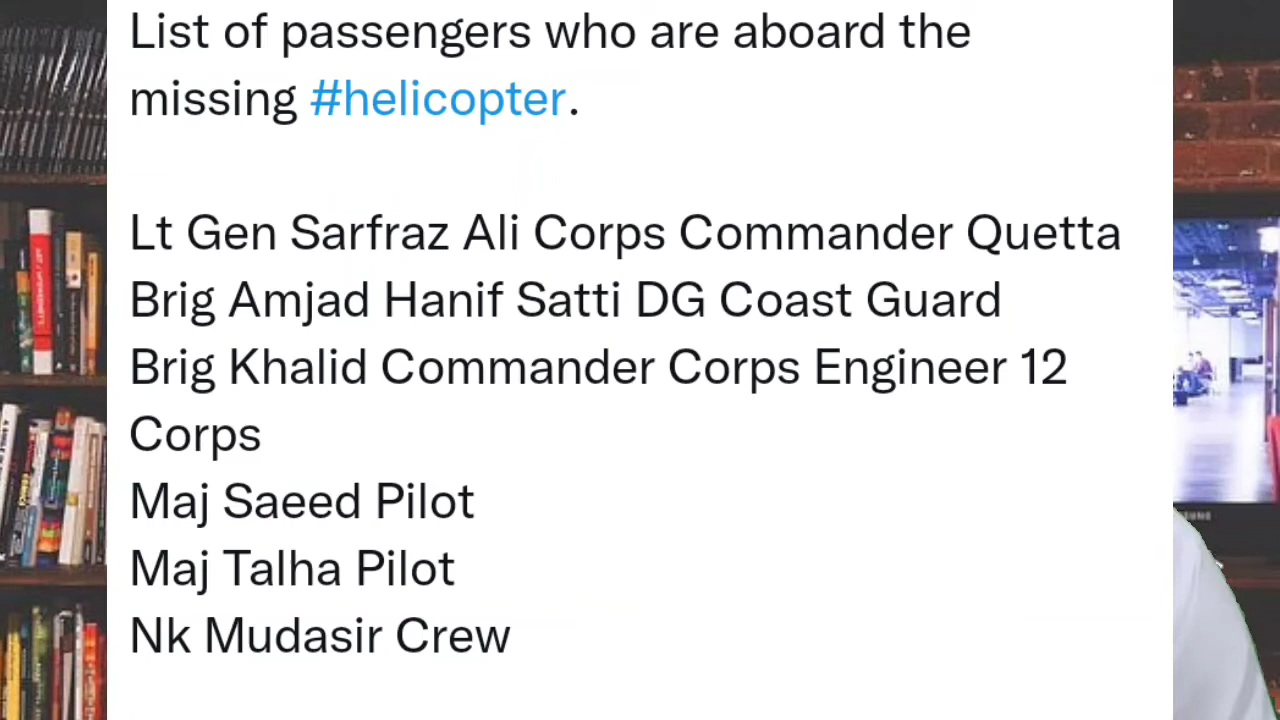 List of passengers who are aboard the
missing #helicopter.
Lt Gen Sarfraz Ali Corps Commander Quetta
Brig Amjad Hanif Satti DG Coast Guard
Brig Khalid Commander Corps Engineer 12
Corps
Maj Saeed Pilot
Maj Talha Pilot
Nk Mudasir Crew